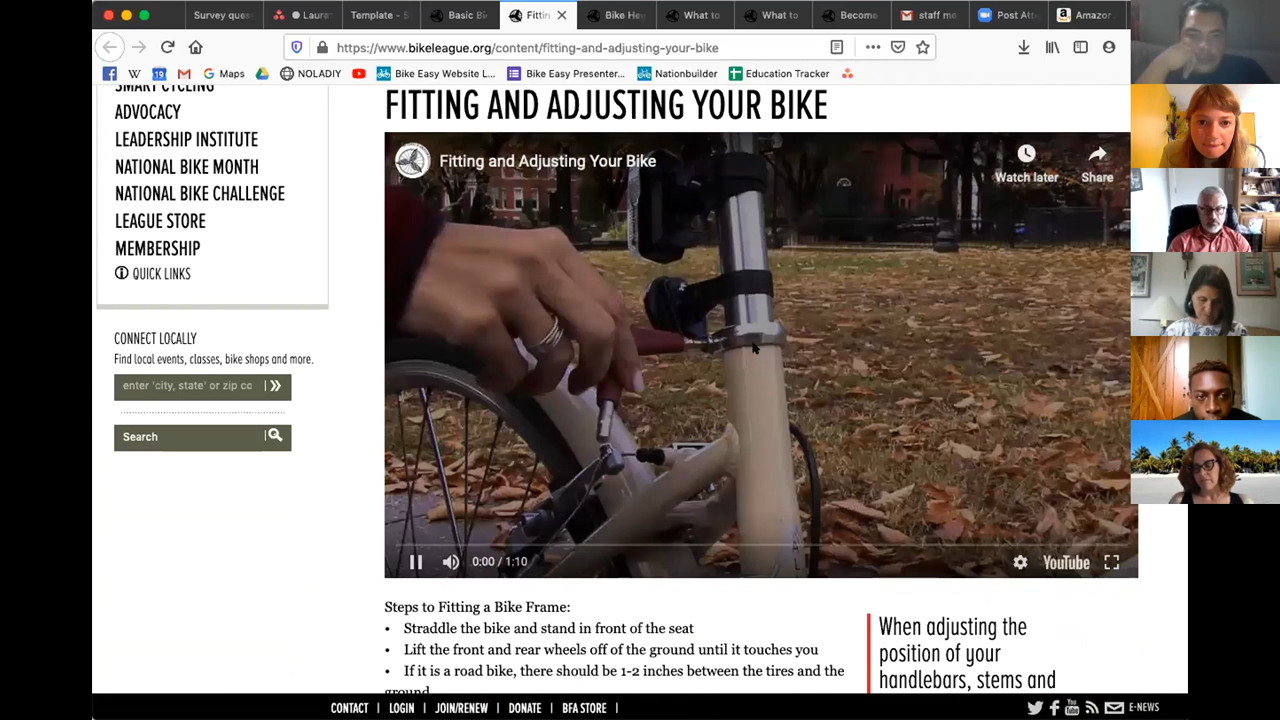 Survey ques
Laura
Template - S
Basic Bi
Fittin
Bike He
What to
What to
Become
staff me
Post Att
Amazon
https://www.bikeleague.org/content/fitting-and-adjusting-your-bike
Maps
NOLADIY
Bike Easy Website L...
Bike Easy Presenter...
Nationbuilder
Education Tracker
SMART CYCLING
ADVOCACY
LEADERSHIP INSTITUTE
NATIONAL BIKE MONTH
NATIONAL BIKE CHALLENGE
LEAGUE STORE
MEMBERSHIP
QUICK LINKS
CONNECT LOCALLY
Find local events, classes, bike shops and more.
enter 'city, state' or zip cc
Search
FITTING AND ADJUSTING YOUR BIKE
Fitting and Adjusting Your Bike
Watch later
Share
0:00 / 1:10
YouTube
Steps to Fitting a Bike Frame:
• Straddle the bike and stand in front of the seat
• Lift the front and rear wheels off of the ground until it touches you
• If it is a road bike, there should be 1-2 inches between the tires and the
ground
When adjusting the
position of your
handlebars, stems and
CONTACT LOGIN JOIN/RENEW DONATE BFA STORE
E-NEWS